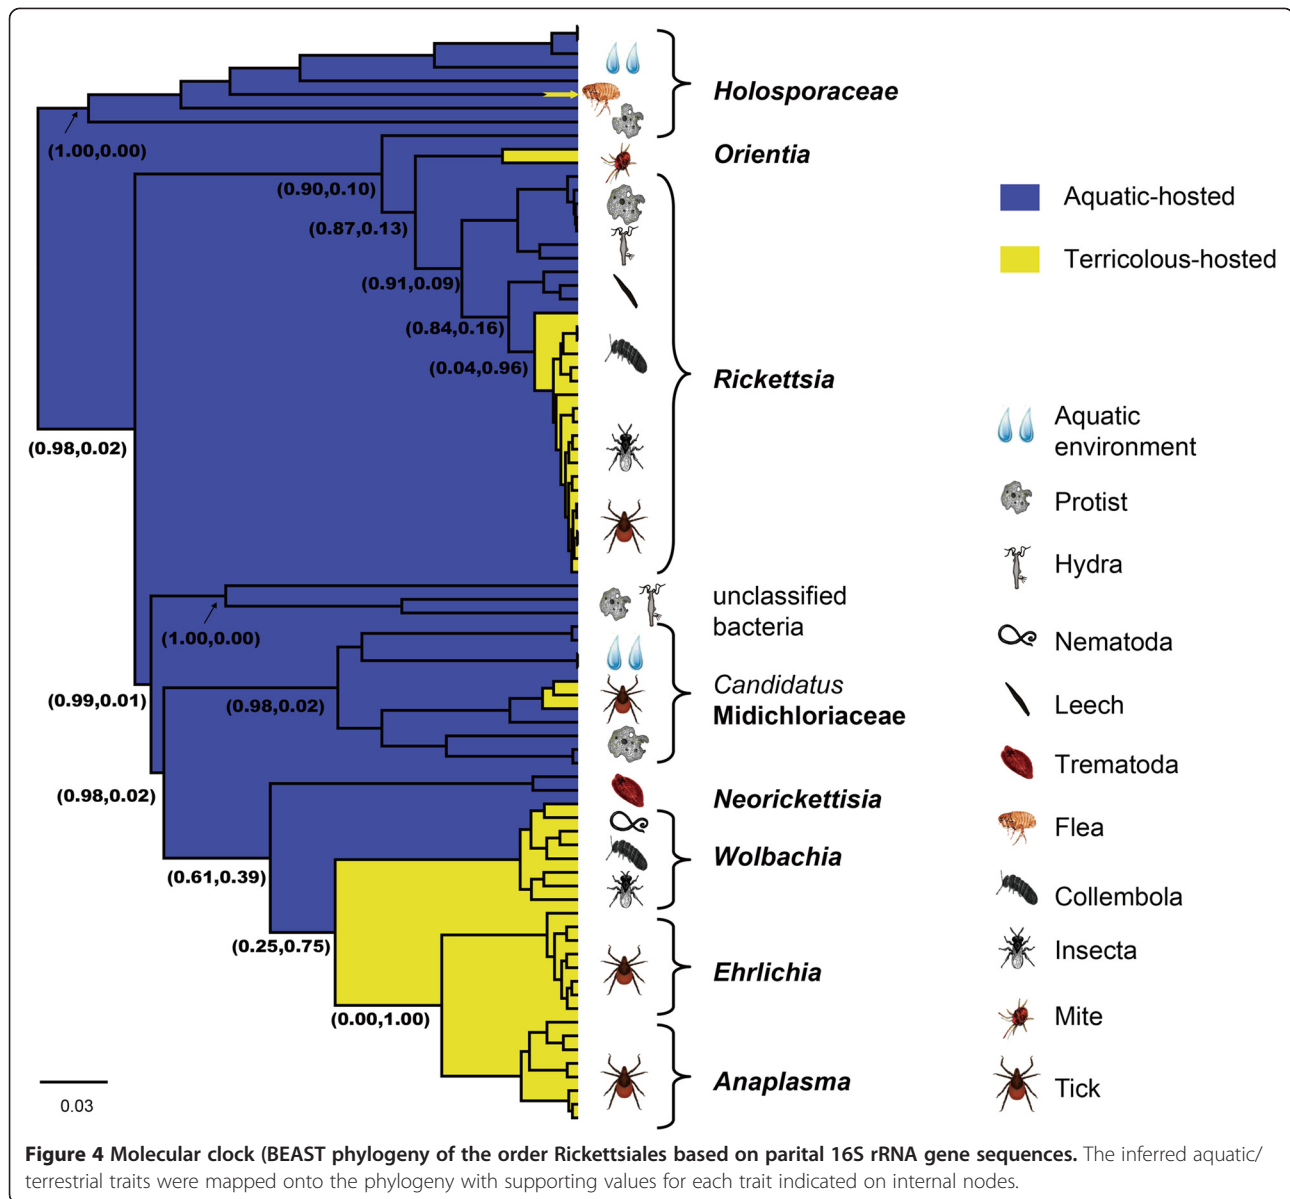 Holosporaceae
(1.00,0.00)
Orientia
(0.90,0.10)
(0.87,0.13)
(0.91,0.09)
(0.84,0.16)
(0.04,0.96)
Rickettsia
(0.98,0.02)
unclassified
bacteria
(1.00,0.00)
(0.99,0.01)
(0.98,0.02)
Candidatus
Midichloriaceae
(0.98,0.02)
Neorickettisia
Wolbachia
(0.61,0.39)
(0.25,0.75)
Ehrlichia
(0.00,1.00)
Anaplasma
0.03
Aquatic-hosted
Terricolous-hosted
Aquatic
environment
Protist
Hydra
Nematoda
Leech
Trematoda
Flea
Collembola
Insecta
Mite
Tick
Figure 4 Molecular clock (BEAST phylogeny of the order Rickettsiales based on parital 16S rRNA gene sequences. The inferred aquatic/
terrestrial traits were mapped onto the phylogeny with supporting values for each trait indicated on internal nodes.